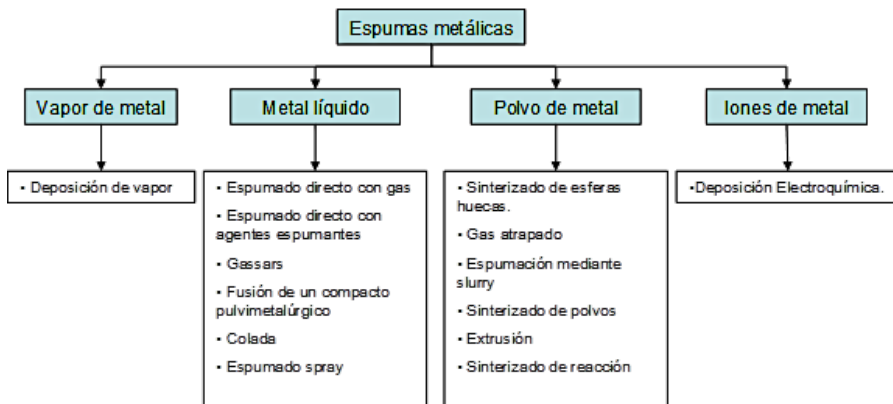 Espumas metálicas
Vapor de metal
Metal líquido
Polvo de metal
Iones de metal
• Deposición de vapor
• Espumado directo con gas
• Espumado directo con
agentes espumantes
• Gassars
• Fusión de un compacto
pulvimetalúrgico
• Colada
• Espumado spray
• Sinterizado de esferas
huecas.
• Gas atrapado
• Espumación mediante
slurry
• Sinterizado de polvos
• Extrusión
• Sinterizado de reacción
•Deposición Electroquímica.